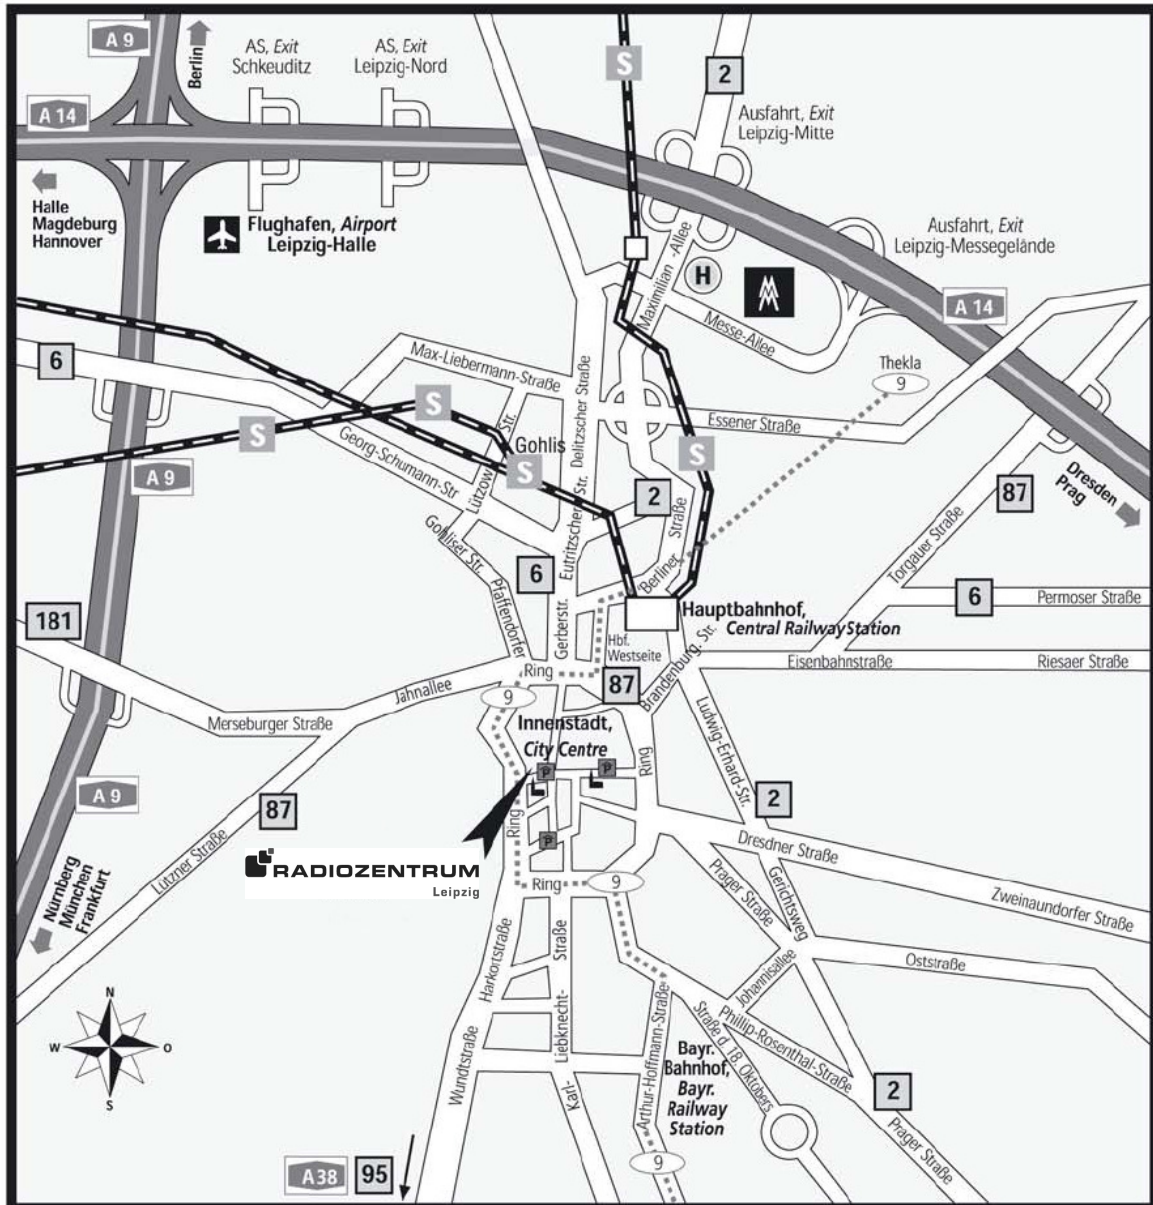 A 9
Berlin
AS, Exit
Schkeuditz
AS, Exit
Leipzig-Nord
S
2
Ausfahrt, Exit
Leipzig-Mitte
A 14
Halle
Magdeburg
Hannover
Flughafen, Airport
Leipzig-Halle
Ausfahrt, Exit
Leipzig-Messegelände
H
Maximilian -Allee
Messe-Allee
A 14
6
Max-Liebermann-Straße
Delitzscher Straße
Thekla
9
S
S
Georg-Schumann-Str
Lützow Str.
Gohlis
S
Essener Straße
S
A 9
2
87
Dresden
Prag
Eutritzscher Str.
Straße
Berliner
Torgauer Straße
Gohliser Str.
6
Pfaffendorfer
Gerberstr.
181
Hauptbahnhof,
Central Railway Station
6
Permoser Straße
Hbf.
Westseite
Brandenburg. Str.
Eisenbahnstraße
Riesaer Straße
Ring
87
Jahnallee
9
Merseburger Straße
Innenstadt,
City Centre
Ring
Ludwig-Erhard-Str.
P
P
A 9
87
2
Ring
P
Dresdner Straße
Lützner Straße
RADIOZENTRUM
Leipzig
Nürnberg
München
Frankfurt
Ring
9
Prager Straße
Gerichtsweg
Zweinaundorfer Straße
Harkortstraße
Straße
Oststraße
Johannisallee
N
W
O
S
Liebknecht-
Arthur-Hoffmann-Straße
Straße d. 18. Oktobers
Phillip-Rosenthal-Straße
Wundtstraße
Karl-
Bayr.
Bahnhof,
Bayr.
Railway
Station
2
Prager Straße
9
A38
95